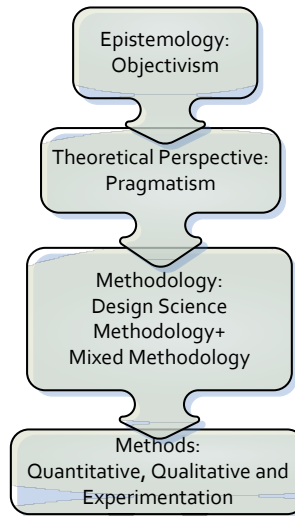 Epistemology:
Objectivism
Theoretical Perspective:
Pragmatism
Methodology:
Design Science
Methodology+
Mixed Methodology
Methods:
Quantitative, Qualitative and
Experimentation